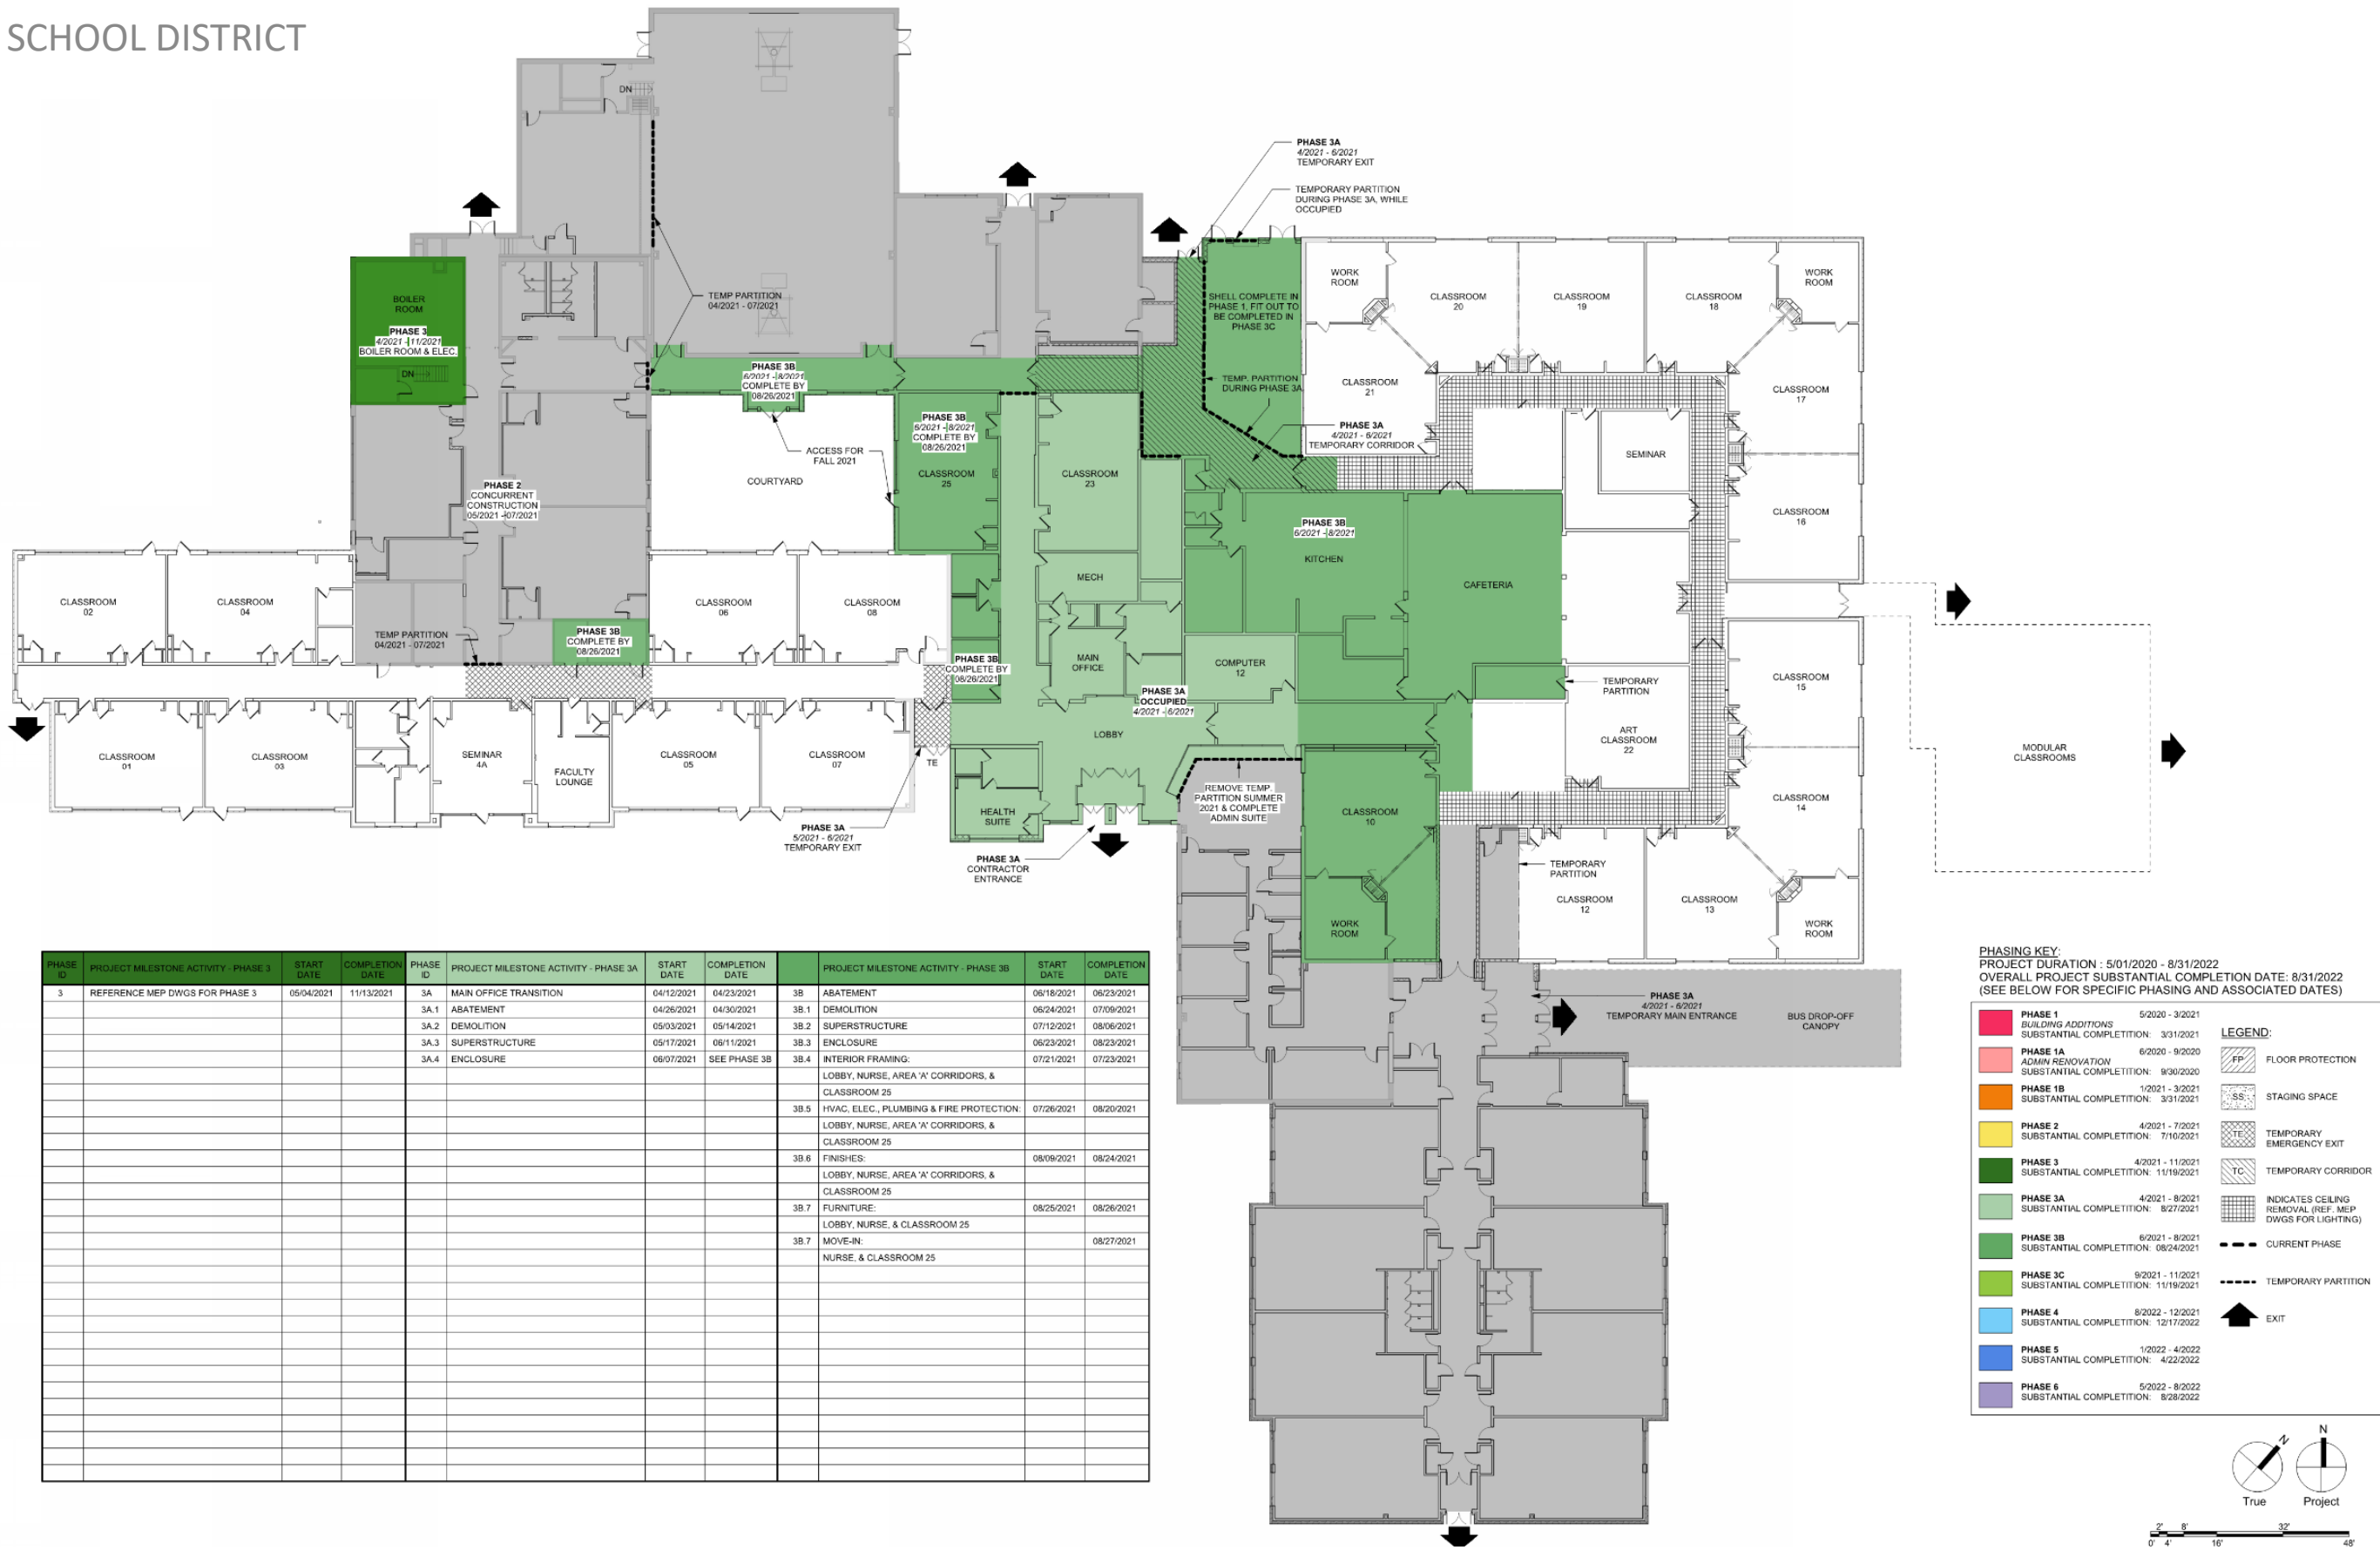 SCHOOL DISTRICT
DN
PHASE 3A
4/2021 - 6/2021
TEMPORARY EXIT
TEMPORARY PARTITION
DURING PHASE 3A, WHILE
OCCUPIED
BOILER
ROOM
PHASE 3
4/2021 - 11/2021
BOILER ROOM & ELEC.
DN
TEMP PARTITION
04/2021 - 07/2021
SHELL COMPLETE IN
PHASE 1, FIT OUT TO
BE COMPLETED IN
PHASE 3C
WORK
ROOM
CLASSROOM
20
CLASSROOM
19
CLASSROOM
18
WORK
ROOM
PHASE 3B
6/2021 - 8/2021
COMPLETE BY
08/26/2021
TEMP. PARTITION
DURING PHASE 3A
CLASSROOM
21
CLASSROOM
17
PHASE 3B
6/2021 - 8/2021
COMPLETE BY
08/26/2021
CLASSROOM
25
PHASE 3A
4/2021 - 6/2021
TEMPORARY CORRIDOR
ACCESS FOR
FALL 2021
COURTYARD
CLASSROOM
23
SEMINAR
PHASE 2
CONCURRENT
CONSTRUCTION
05/2021 - 07/2021
CLASSROOM
16
PHASE 3B
6/2021 - 8/2021
KITCHEN
CAFETERIA
MECH
CLASSROOM
02
CLASSROOM
04
CLASSROOM
06
CLASSROOM
08
TEMP PARTITION
04/2021 - 07/2021
PHASE 3B
COMPLETE BY
08/26/2021
PHASE 3B
COMPLETE BY
08/26/2021
MAIN
OFFICE
COMPUTER
12
PHASE 3A
OCCUPIED
4/2021 - 6/2021
TEMPORARY
PARTITION
CLASSROOM
15
CLASSROOM
01
CLASSROOM
03
SEMINAR
4A
FACULTY
LOUNGE
CLASSROOM
05
CLASSROOM
07
TE
LOBBY
ART
CLASSROOM
22
MODULAR
CLASSROOMS
REMOVE TEMP.
PARTITION SUMMER
2021 & COMPLETE
ADMIN SUITE
HEALTH
SUITE
CLASSROOM
10
CLASSROOM
14
PHASE 3A
5/2021 - 6/2021
TEMPORARY EXIT
PHASE 3A
CONTRACTOR
ENTRANCE
TEMPORARY
PARTITION
CLASSROOM
12
CLASSROOM
13
WORK
ROOM
WORK
ROOM
PHASE 3A
4/2021 - 6/2021
TEMPORARY MAIN ENTRANCE
BUS DROP-OFF
CANOPY
PHASE ID PROJECT MILESTONE ACTIVITY - PHASE 3 START DATE COMPLETION DATE PHASE ID PROJECT MILESTONE ACTIVITY - PHASE 3A START DATE COMPLETION DATE PROJECT MILESTONE ACTIVITY - PHASE 3B START DATE COMPLETION DATE
3 REFERENCE MEP DWGS FOR PHASE 3 05/04/2021 11/13/2021 3A MAIN OFFICE TRANSITION 04/12/2021 04/23/2021 3B ABATEMENT 06/18/2021 06/23/2021
3A.1 ABATEMENT 04/26/2021 04/30/2021 3B.1 DEMOLITION 06/24/2021 07/09/2021
3A.2 DEMOLITION 05/03/2021 05/14/2021 3B.2 SUPERSTRUCTURE 07/12/2021 08/06/2021
3A.3 SUPERSTRUCTURE 05/17/2021 06/11/2021 3B.3 ENCLOSURE 06/23/2021 08/23/2021
3A.4 ENCLOSURE 06/07/2021 SEE PHASE 3B 3B.4 INTERIOR FRAMING: 07/21/2021 07/23/2021
LOBBY, NURSE, AREA 'A' CORRIDORS, &
CLASSROOM 25
3B.5 HVAC, ELEC., PLUMBING & FIRE PROTECTION: 07/26/2021 08/20/2021
LOBBY, NURSE, AREA 'A' CORRIDORS, &
CLASSROOM 25
3B.6 FINISHES: 08/09/2021 08/24/2021
LOBBY, NURSE, AREA 'A' CORRIDORS, &
CLASSROOM 25
3B.7 FURNITURE: 08/25/2021 08/26/2021
LOBBY, NURSE, & CLASSROOM 25
3B.7 MOVE-IN: 08/27/2021
NURSE, & CLASSROOM 25
PHASING KEY:
PROJECT DURATION : 5/01/2020 - 8/31/2022
OVERALL PROJECT SUBSTANTIAL COMPLETION DATE: 8/31/2022
(SEE BELOW FOR SPECIFIC PHASING AND ASSOCIATED DATES)
PHASE 1 5/2020 - 3/2021
BUILDING ADDITIONS
SUBSTANTIAL COMPLETITION: 3/31/2021
PHASE 1A 6/2020 - 9/2020
ADMIN RENOVATION
SUBSTANTIAL COMPLETITION: 9/30/2020
PHASE 1B 1/2021 - 3/2021
SUBSTANTIAL COMPLETITION: 3/31/2021
PHASE 2 4/2021 - 7/2021
SUBSTANTIAL COMPLETITION: 7/10/2021
PHASE 3 4/2021 - 11/2021
SUBSTANTIAL COMPLETITION: 11/19/2021
PHASE 3A 4/2021 - 8/2021
SUBSTANTIAL COMPLETITION: 8/27/2021
PHASE 3B 6/2021 - 8/2021
SUBSTANTIAL COMPLETITION: 08/24/2021
PHASE 3C 9/2021 - 11/2021
SUBSTANTIAL COMPLETITION: 11/19/2021
PHASE 4 8/2022 - 12/2021
SUBSTANTIAL COMPLETITION: 12/17/2022
PHASE 5 1/2022 - 4/2022
SUBSTANTIAL COMPLETITION: 4/22/2022
PHASE 6 5/2022 - 8/2022
SUBSTANTIAL COMPLETITION: 8/28/2022
LEGEND:
FP FLOOR PROTECTION
SS STAGING SPACE
TE TEMPORARY
EMERGENCY EXIT
TC TEMPORARY CORRIDOR
INDICATES CEILING
REMOVAL (REF. MEP
DWGS FOR LIGHTING)
CURRENT PHASE
TEMPORARY PARTITION
EXIT
N N
True Project
2' 8' 32'
0' 4' 16' 48'